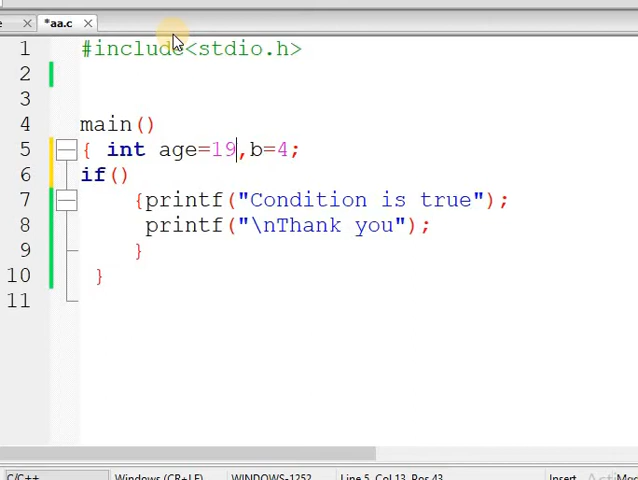 *aa.c
1 #include<stdio.h>
2
3
4 main()
5 { int age=19,b=4;
6 if()
7 {printf("Condition is true");
8 printf("\nThank you");
9 }
10 }
11
C/C++ Windows (CR+LF) WINDOWS-1252 Line 5, Col 13, Pos 43 Insert